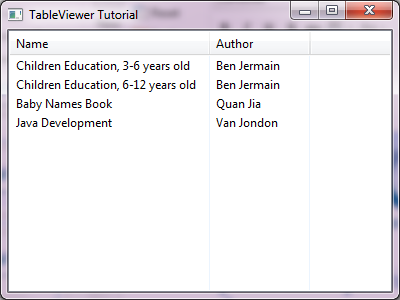 TableViewer Tutorial
Name Author
Children Education, 3-6 years old Ben Jermain
Children Education, 6-12 years old Ben Jermain
Baby Names Book Quan Jia
Java Development Van Jondon